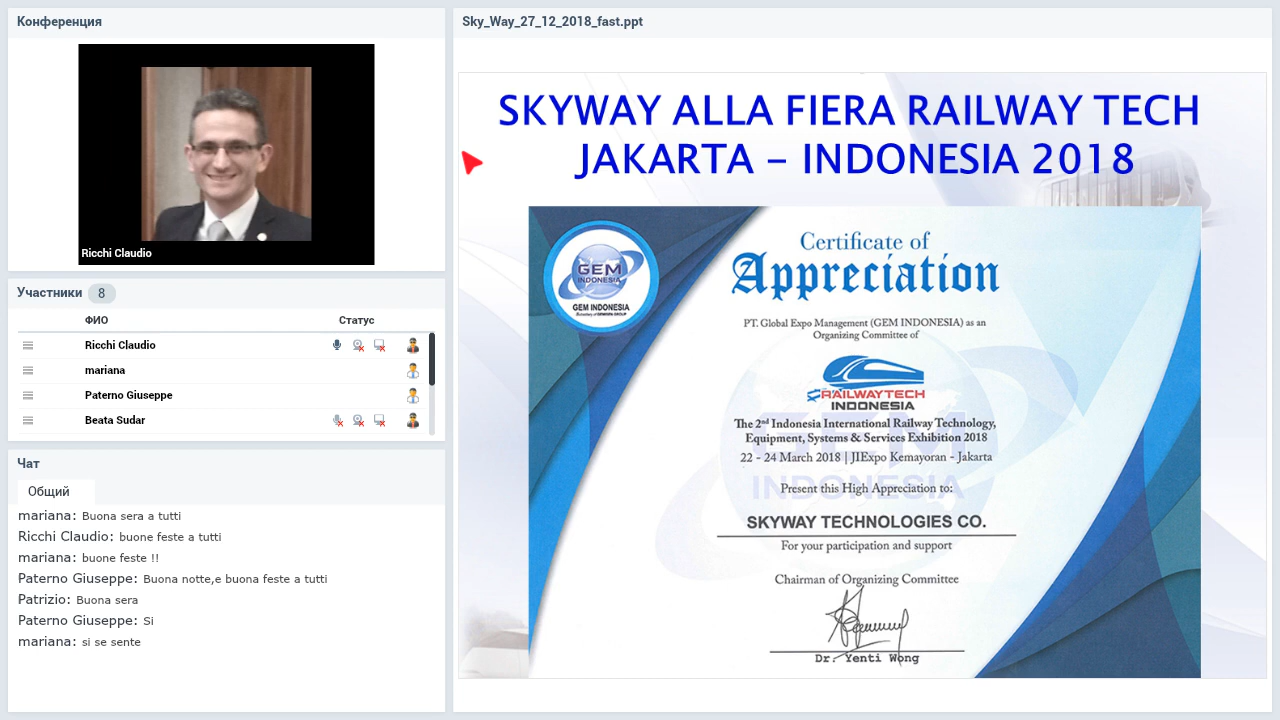 Конференция
Ricchi Claudio
Участники 8
ФИО Статус
Ricchi Claudio
mariana
Paterno Giuseppe
Beata Sudar
Чат
Общий
mariana: Buona sera a tutti
Ricchi Claudio: buone feste a tutti
mariana: buone feste !!
Paterno Giuseppe: Buona notte,e buona feste a tutti
Patrizio: Buona sera
Paterno Giuseppe: Si
mariana: si se sente
Sky_Way_27_12_2018_fast.ppt
SKYWAY ALLA FIERA RAILWAY TECH
JAKARTA – INDONESIA 2018
GEM
INDONESIA
GEM INDONESIA
Certificate of
Appreciation
PT. Global Expo Management (GEM INDONESIA) as an
Organizing Committee of
RAILWAYTECH
INDONESIA
The 2nd Indonesia International Railway Technology,
Equipment, Systems & Services Exhibition 2018
22 - 24 March 2018 | JIExpo Kemayoran - Jakarta
GEM
INDONESIA
Present this High Appreciation to:
SKYWAY TECHNOLOGIES CO.
For your participation and support
Chairman of Organizing Committee
Dr. Yenti Wong